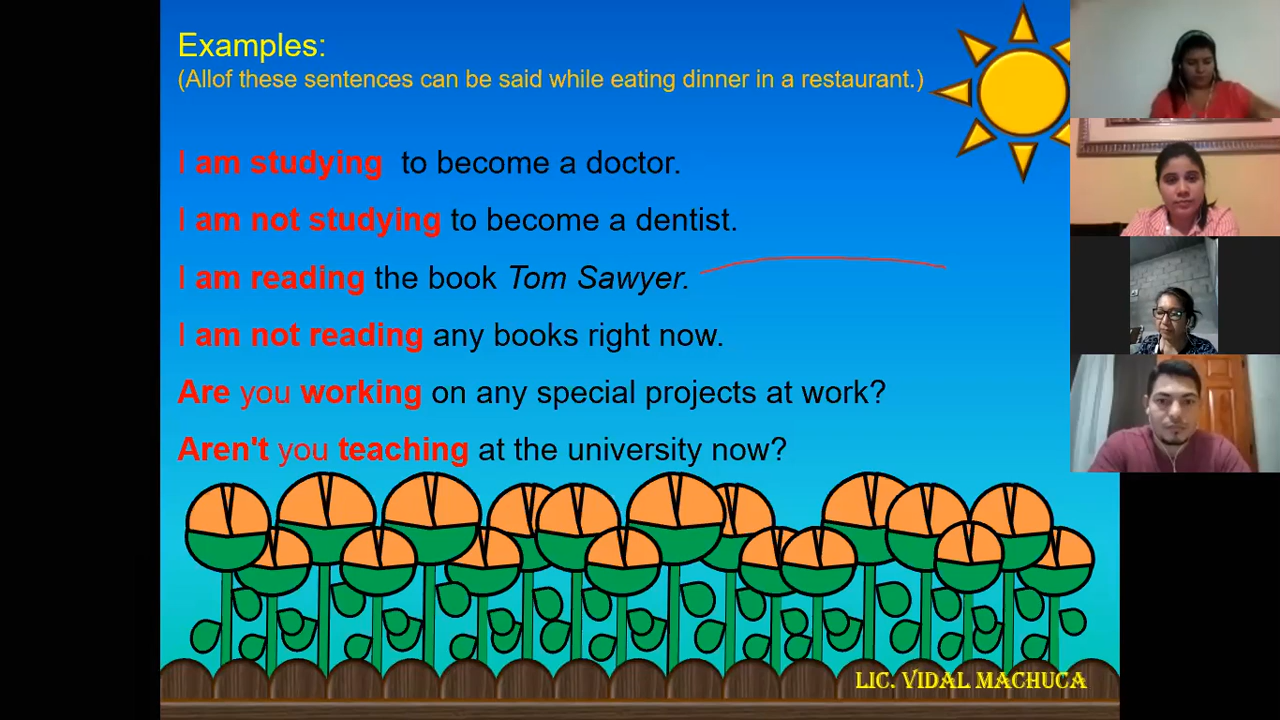 Examples:
(Allof these sentences can be said while eating dinner in a restaurant.)
I am studying to become a doctor.
I am not studying to become a dentist.
I am reading the book Tom Sawyer.
I am not reading any books right now.
Are you working on any special projects at work?
Aren't you teaching at the university now?
LIC. VIDAL MACHUCA